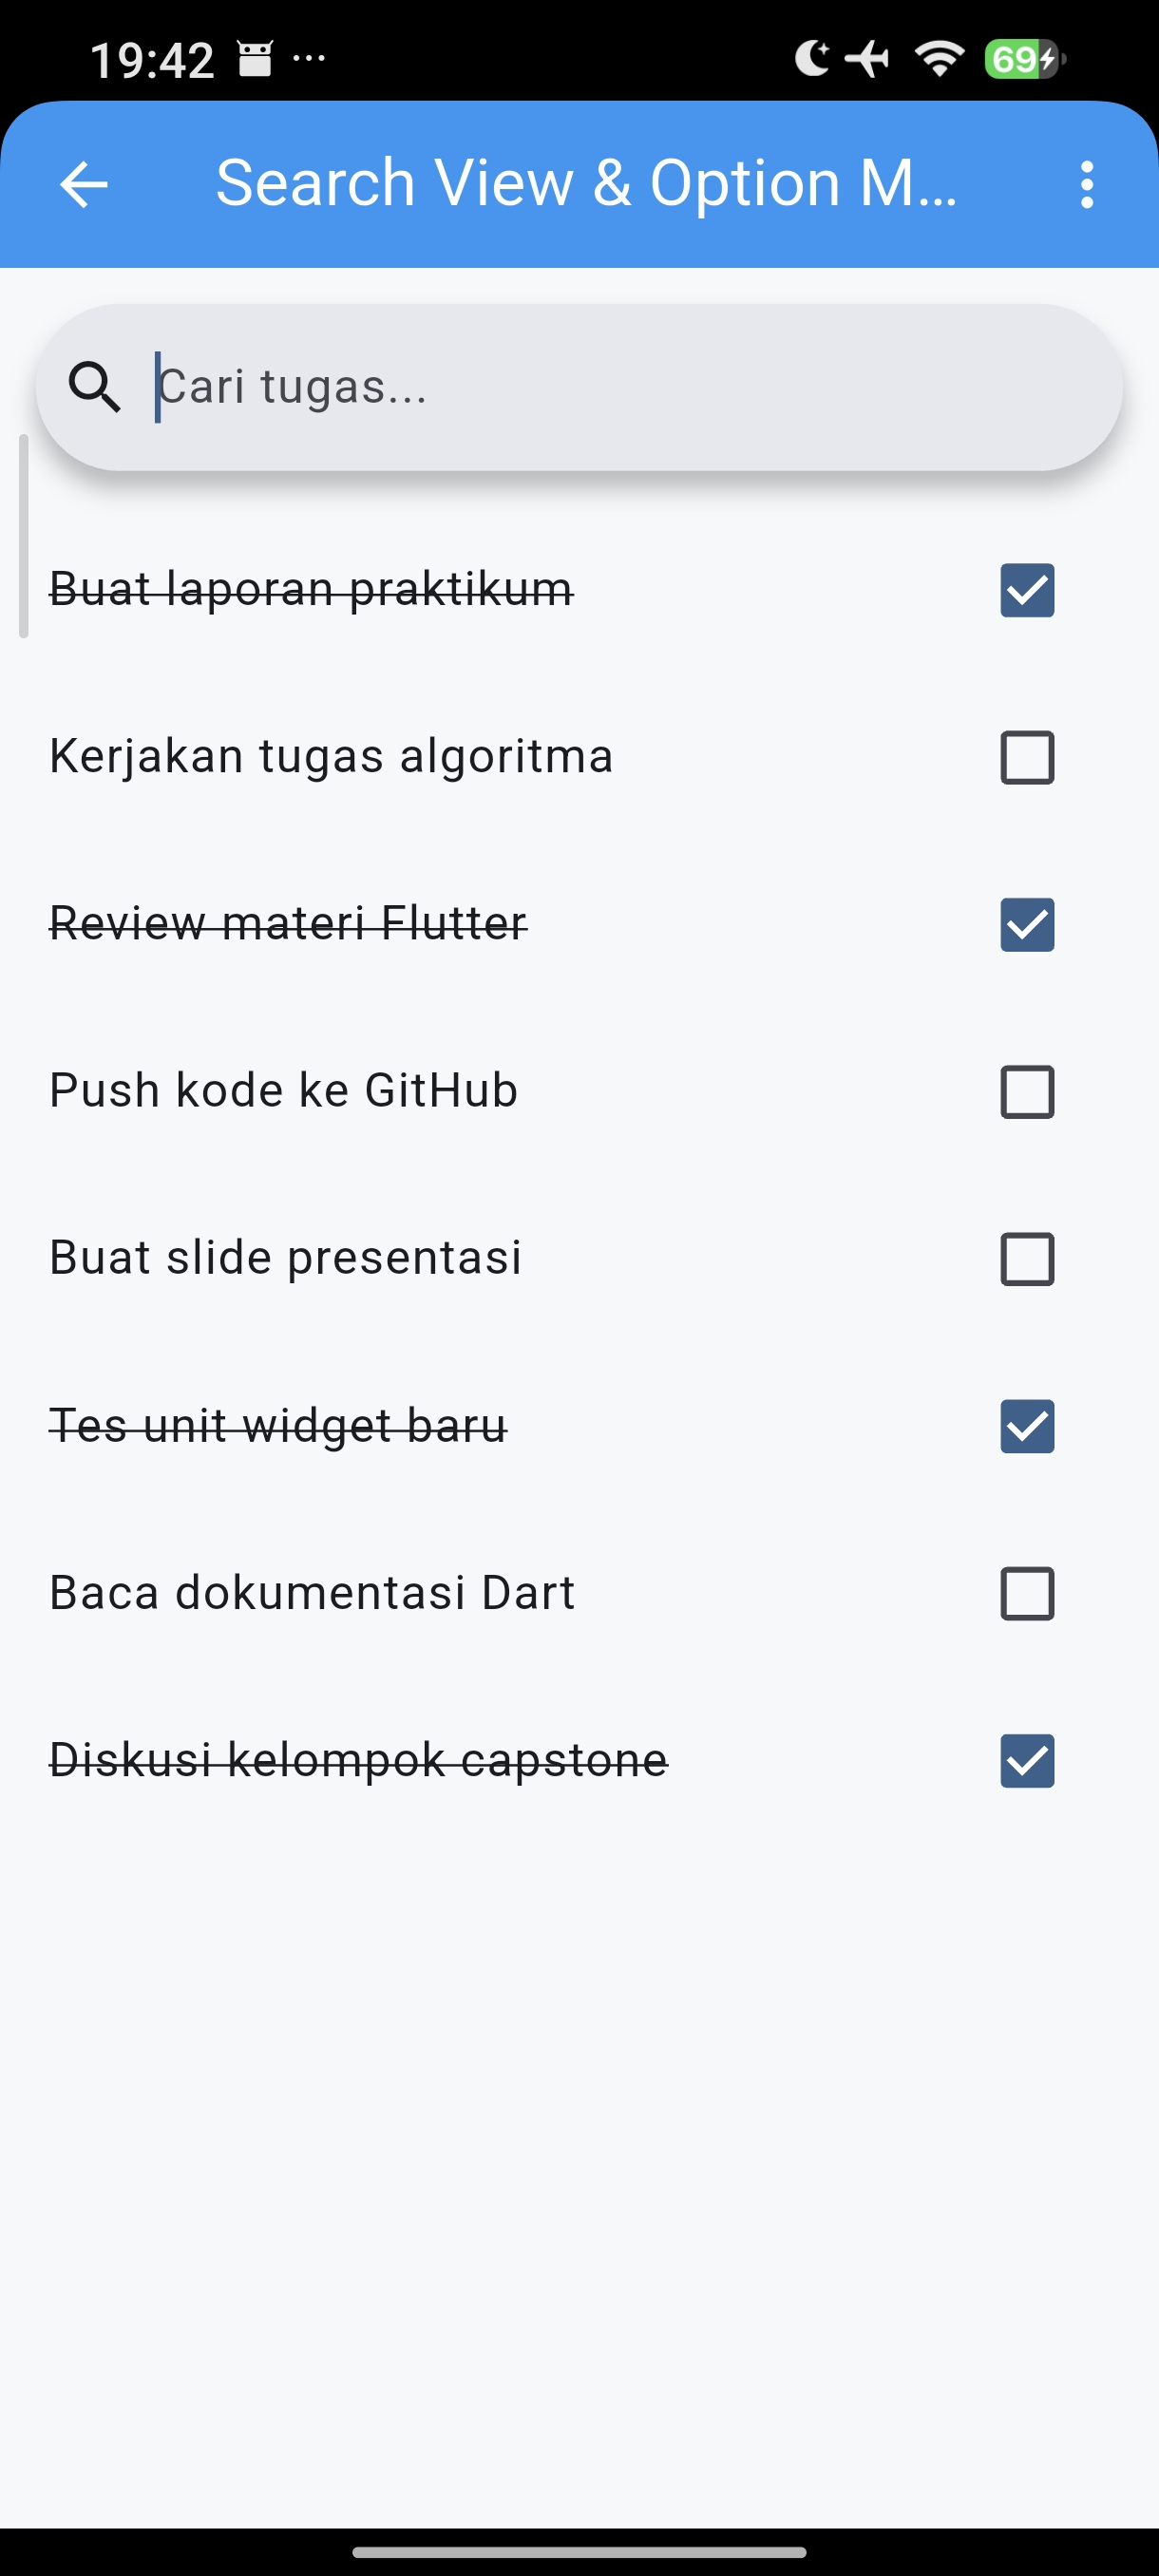 19:42
69
Search View & Option M...
Cari tugas...
Buat laporan praktikum
Kerjakan tugas algoritma
Review materi Flutter
Push kode ke GitHub
Buat slide presentasi
Tes unit widget baru
Baca dokumentasi Dart
Diskusi kelompok capstone